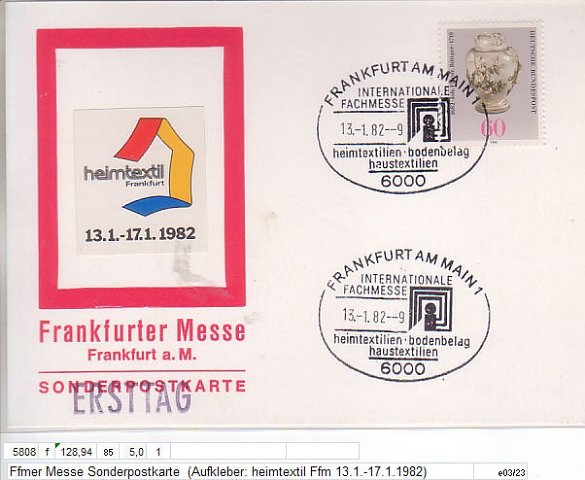 heimtextil
Frankfurt
13.1.-17.1. 1982
Frankfurter Messe
Frankfurt a. M.
SONDERPOSTKARTE
ERSTTAG
DEUTSCHE BUNDESPOST
60
FRANKFURT AM MAIN 1
INTERNATIONALE
FACHMESSE
13.-1.82--9
heimtextilien · bodenbelag
haustextilien
6000
FRANKFURT AM MAIN 1
INTERNATIONALE
FACHMESSE
13.-1.82--9
heimtextilien · bodenbelag
haustextilien
6000
5808 f 128,94 85 5,0 1
Ffmer Messe Sonderpostkarte (Aufkleber: heimtextil Ffm 13.1.-17.1.1982) e03/23